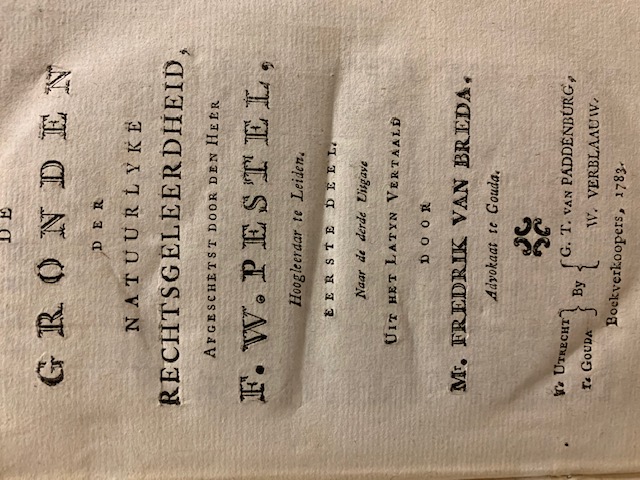 DE
GRONDEN
DER
NATUURLYKE
RECHTSGELEERDHEID,
AFGESCHETST DOOR DEN HEER
F. W. PESTEL,
Hoogleeraar te Leiden.
EERSTE DEEL.
Naar de derde Uitgave
UIT HET LATYN VERTAALD
DOOR
Mr. FREDRIK VAN BREDA,
Advokaat te Gouda.
Te UTRECHT } By { G. T. VAN PADDENBURG,
Te GOUDA } { W. VERBLAAUW.
Boekverkoopers, 1783.